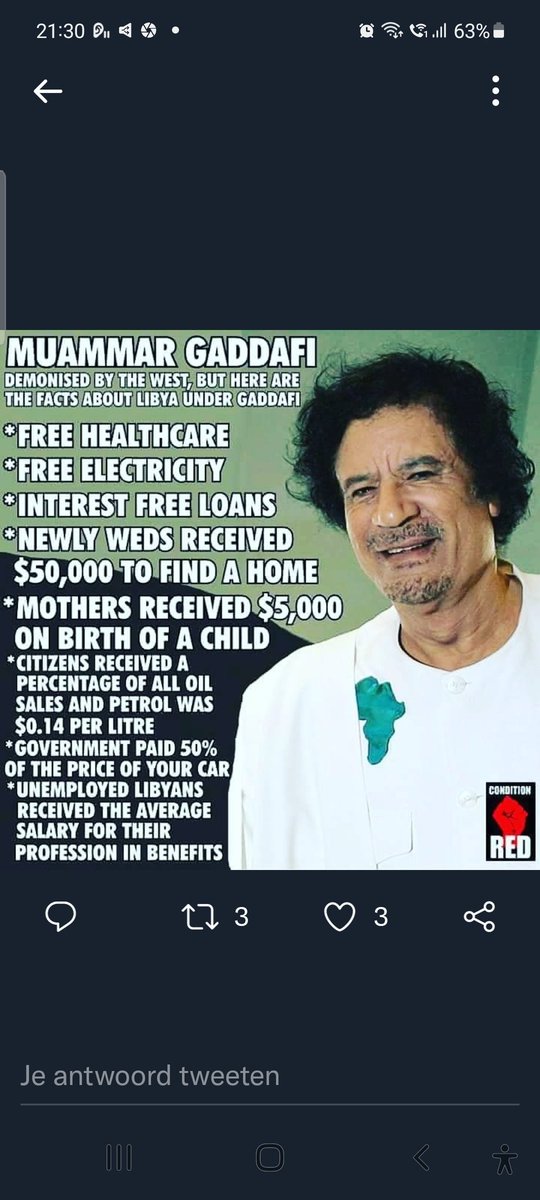 21:30
63%
MUAMMAR GADDAFI
DEMONISED BY THE WEST, BUT HERE ARE
THE FACTS ABOUT LIBYA UNDER GADDAFI
*FREE HEALTHCARE
*FREE ELECTRICITY
*INTEREST FREE LOANS
*NEWLY WEDS RECEIVED
$50,000 TO FIND A HOME
*MOTHERS RECEIVED $5,000
ON BIRTH OF A CHILD
*CITIZENS RECEIVED A
PERCENTAGE OF ALL OIL
SALES AND PETROL WAS
$0.14 PER LITRE
*GOVERNMENT PAID 50%
OF THE PRICE OF YOUR CAR
*UNEMPLOYED LIBYANS
RECEIVED THE AVERAGE
SALARY FOR THEIR
PROFESSION IN BENEFITS
CONDITION
RED
3
3
Je antwoord tweeten